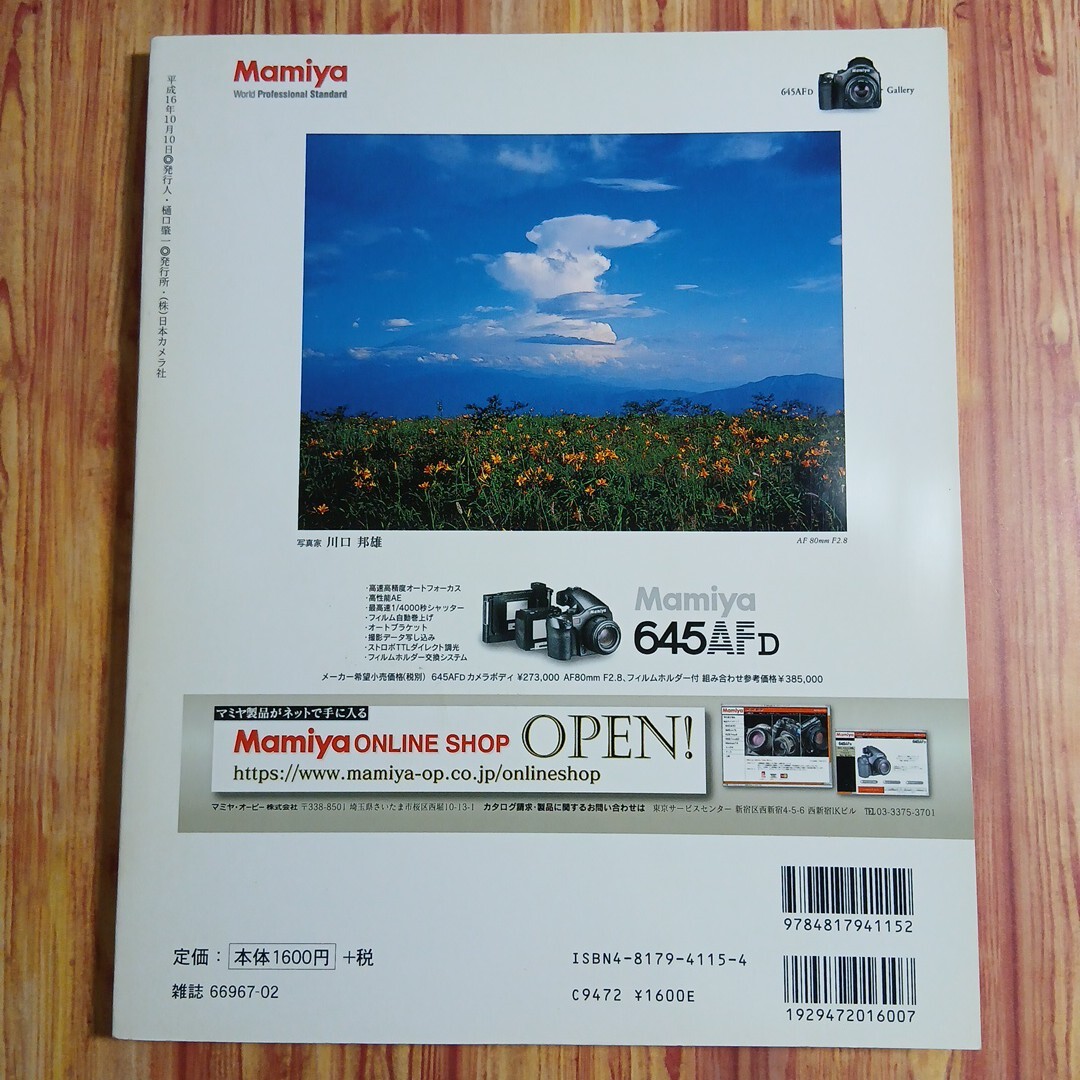 Mamiya
World Professional Standard
645AFD
Gallery
平成16年10月10日◎発行人・樋口肇一◎発行所・(株)日本カメラ社
写真家 川口 邦雄
AF 80mm F2.8
・高速高精度オートフォーカス
・高性能AE
・最高速1/4000秒シャッター
・フィルム自動巻上げ
・オートブラケット
・撮影データ写し込み
・ストロボTTLダイレクト調光
・フィルムホルダー交換システム
Mamiya
645AFD
メーカー希望小売価格(税別) 645AFD カメラボディ ¥273,000 AF80mm F2.8、フィルムホルダー付 組み合わせ参考価格¥385,000
マミヤ製品がネットで手に入る
Mamiya ONLINE SHOP OPEN!
https://www.mamiya-op.co.jp/onlineshop
マミヤ・オーピー株式会社 〒338-8501 埼玉県さいたま市桜区西堀10-13-1 カタログ請求・製品に関するお問い合わせは 東京サービスセンター 新宿区西新宿4-5-6 西新宿IKビル TEL03-3375-3701
9784817941152
定価：本体1600円+税
ISBN4-8179-4115-4
雑誌 66967-02
C9472 ¥1600E
1929472016007